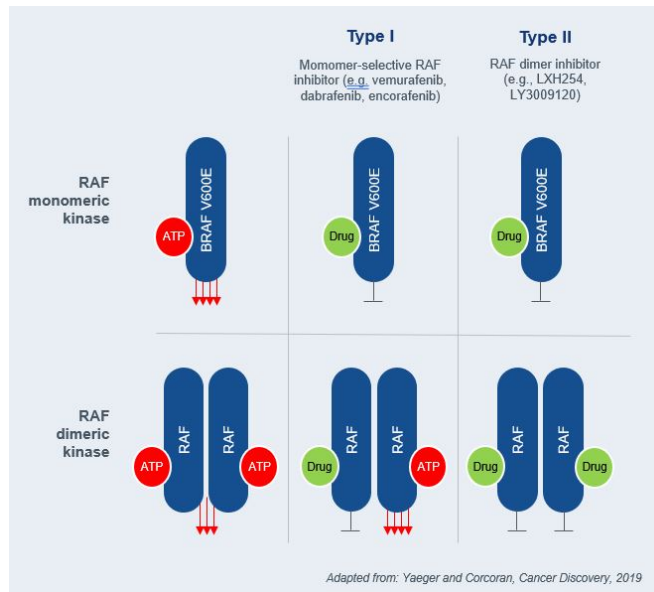 Type I
Momomer-selective RAF
inhibitor (e.g. vemurafenib,
dabrafenib, encorafenib)
Type II
RAF dimer inhibitor
(e.g., LXH254,
LY3009120)
RAF
monomeric
kinase
ATP
BRAF V600E
Drug
BRAF V600E
Drug
BRAF V600E
RAF
dimeric
kinase
ATP
RAF
RAF
ATP
Drug
RAF
RAF
ATP
Drug
RAF
RAF
Drug
Adapted from: Yaeger and Corcoran, Cancer Discovery, 2019